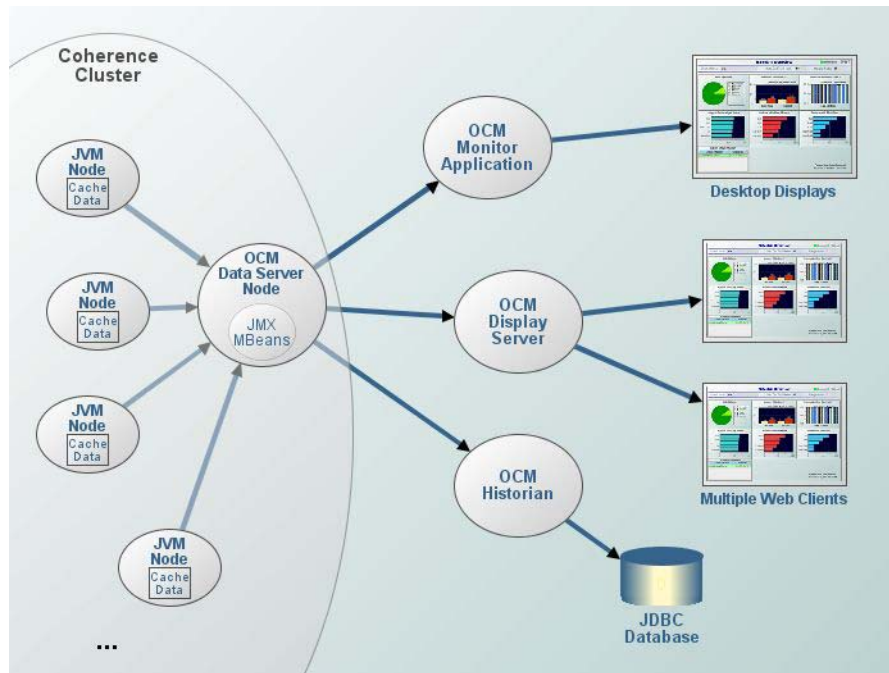 Coherence
Cluster
JVM
Node
Cache
Data
JVM
Node
Cache
Data
JVM
Node
Cache
Data
JVM
Node
Cache
Data
...
OCM
Data Server
Node
JMX
MBeans
OCM
Monitor
Application
OCM
Display
Server
OCM
Historian
Desktop Displays
Multiple Web Clients
JDBC
Database